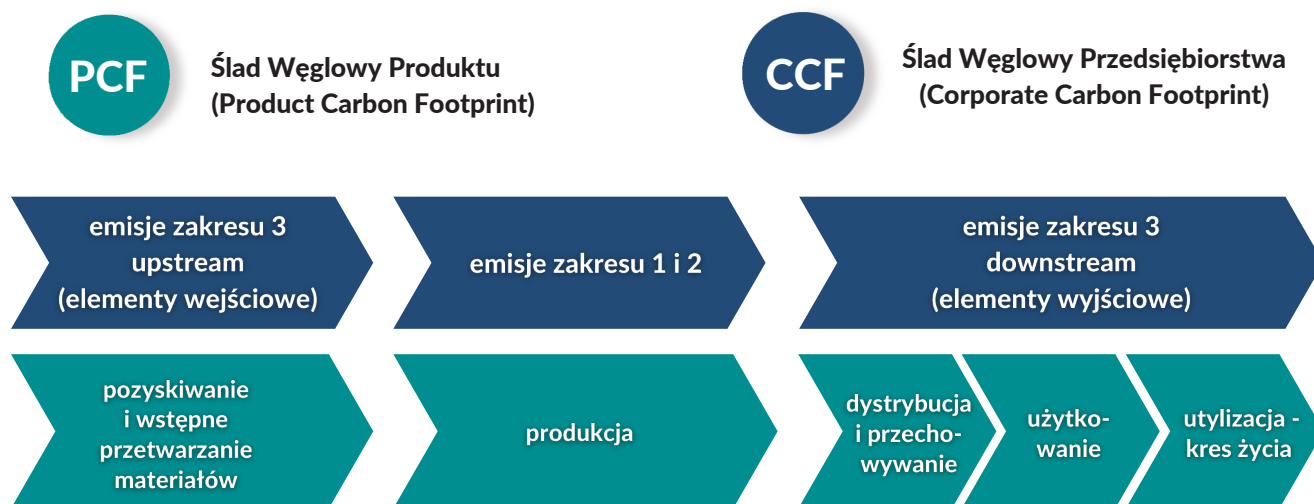 PCF
Ślad Węglowy Produktu
(Product Carbon Footprint)
CCF
Ślad Węglowy Przedsiębiorstwa
(Corporate Carbon Footprint)
emisje zakresu 3
upstream
(elementy wejściowe)
emisje zakresu 1 i 2
emisje zakresu 3
downstream
(elementy wyjściowe)
pozyskiwanie
i wstępne
przetwarzanie
materiałów
produkcja
dystrybucja
i przecho-
wywanie
użytko-
wanie
utylizacja -
kres życia